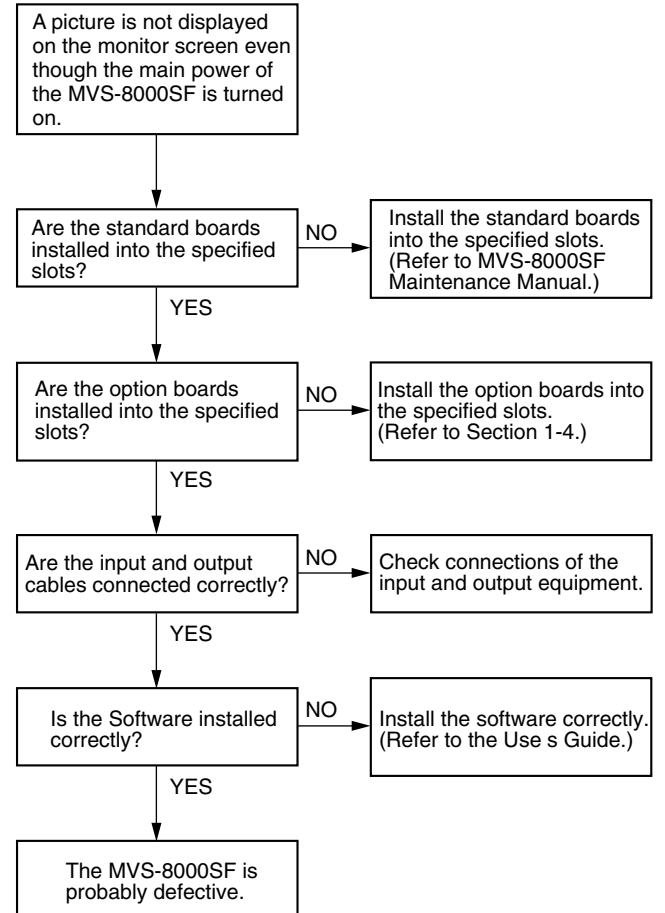 A picture is not displayed
on the monitor screen even
though the main power of
the MVS-8000SF is turned
on.
Are the standard boards
installed into the specified
slots?
NO
Install the standard boards
into the specified slots.
(Refer to MVS-8000SF
Maintenance Manual.)
YES
Are the option boards
installed into the specified
slots?
NO
Install the option boards into
the specified slots.
(Refer to Section 1-4.)
YES
Are the input and output
cables connected correctly?
NO
Check connections of the
input and output equipment.
YES
Is the Software installed
correctly?
NO
Install the software correctly.
(Refer to the Use s Guide.)
YES
The MVS-8000SF is
probably defective.